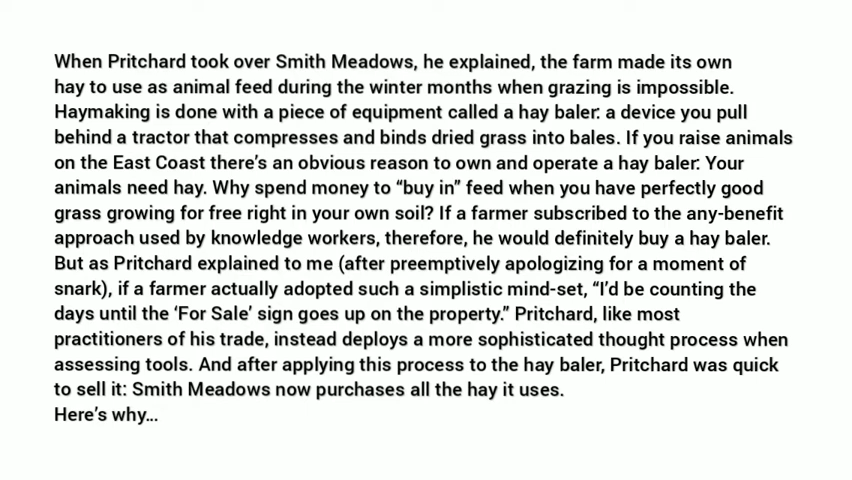 When Pritchard took over Smith Meadows, he explained, the farm made its own
hay to use as animal feed during the winter months when grazing is impossible.
Haymaking is done with a piece of equipment called a hay baler: a device you pull
behind a tractor that compresses and binds dried grass into bales. If you raise animals
on the East Coast there’s an obvious reason to own and operate a hay baler: Your
animals need hay. Why spend money to “buy in” feed when you have perfectly good
grass growing for free right in your own soil? If a farmer subscribed to the any-benefit
approach used by knowledge workers, therefore, he would definitely buy a hay baler.
But as Pritchard explained to me (after preemptively apologizing for a moment of
snark), if a farmer actually adopted such a simplistic mind-set, “I’d be counting the
days until the ‘For Sale’ sign goes up on the property.” Pritchard, like most
practitioners of his trade, instead deploys a more sophisticated thought process when
assessing tools. And after applying this process to the hay baler, Pritchard was quick
to sell it: Smith Meadows now purchases all the hay it uses.
Here’s why...